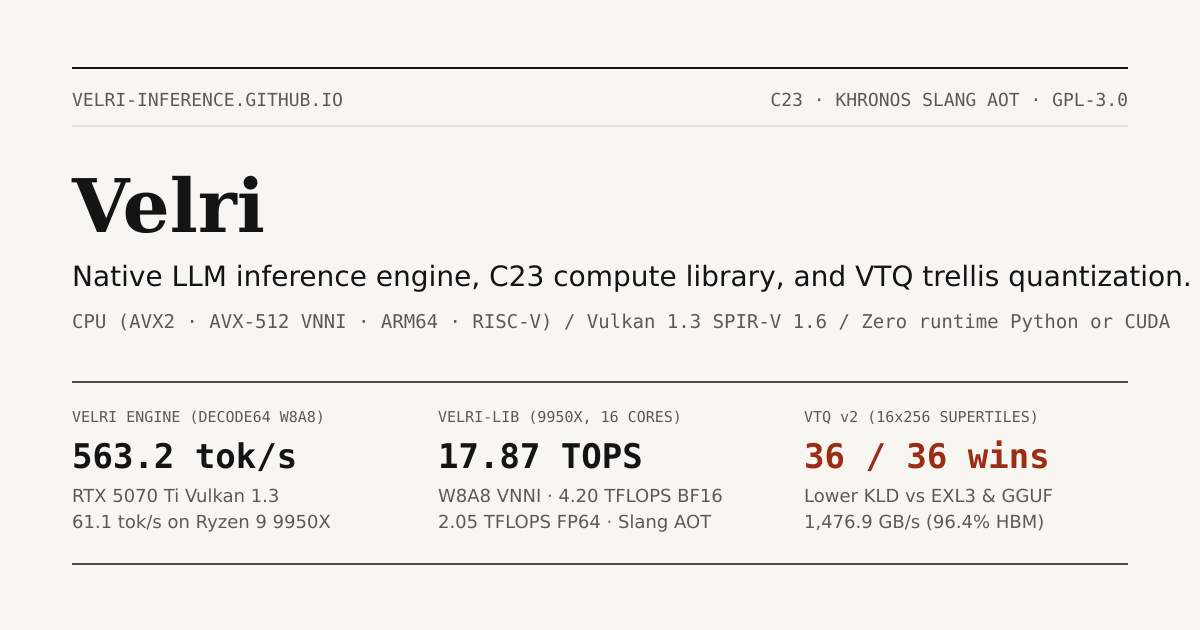 VELRI-INFERENCE.GITHUB.IO
C23 · KHRONOS SLANG AOT · GPL-3.0
Velri
Native LLM inference engine, C23 compute library, and VTQ trellis quantization.
CPU (AVX2 · AVX-512 VNNI · ARM64 · RISC-V) / Vulkan 1.3 SPIR-V 1.6 / Zero runtime Python or CUDA
VELRI ENGINE (DECODE64 W8A8)
563.2 tok/s
RTX 5070 Ti Vulkan 1.3
61.1 tok/s on Ryzen 9 9950X
VELRI-LIB (9950X, 16 CORES)
17.87 TOPS
W8A8 VNNI · 4.20 TFLOPS BF16
2.05 TFLOPS FP64 · Slang AOT
VTQ v2 (16x256 SUPERTILES)
36 / 36 wins
Lower KLD vs EXL3 & GGUF
1,476.9 GB/s (96.4% HBM)